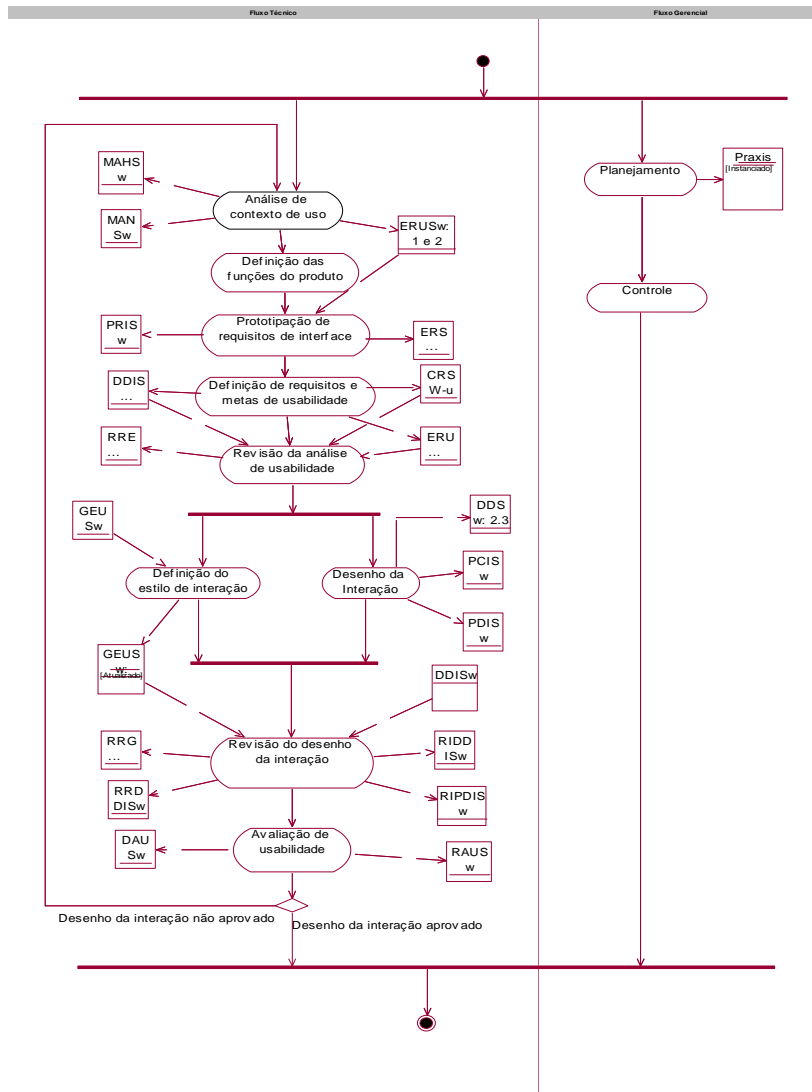 Fluxo Técnico
Fluxo Gerencial
MAHS
w
MAN
Sw
Análise de
contexto de uso
ERUSw:
1 e 2
Planejamento
Praxis
[Instanciado]
Definição das
funções do produto
Controle
PRIS
w
Prototipação de
requisitos de interface
ERS
...
DDIS
...
Definição de requisitos e
metas de usabilidade
CRS
W-u
RRE
...
Revisão da análise
de usabilidade
ERU
...
GEU
Sw
DDS
w: 2.3
Definição do
estilo de interação
Desenho da
Interação
PCIS
w
PDIS
w
GEUS
w:
[Atualizado]
DDISw
RRG
...
Revisão do desenho
da interação
RIDD
ISw
RRD
DISw
RIPDIS
w
DAU
Sw
Avaliação de
usabilidade
RAUS
w
Desenho da interação não aprovado
Desenho da interação aprovado